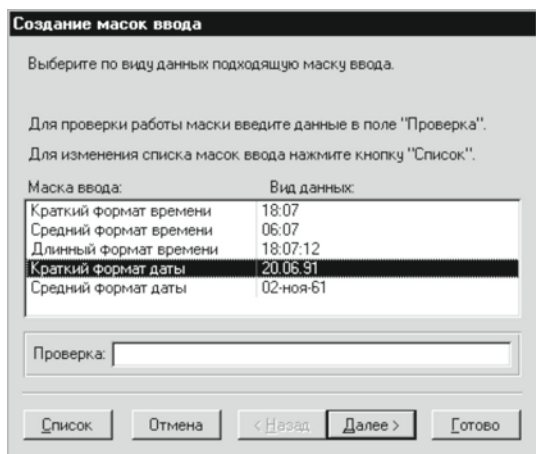 Создание масок ввода
Выберите по виду данных подходящую маску ввода.
Для проверки работы маски введите данные в поле "Проверка".
Для изменения списка масок ввода нажмите кнопку "Список".
Маска ввода: Вид данных:
Краткий формат времени 18:07
Средний формат времени 06:07
Длинный формат времени 18:07:12
Краткий формат даты 20.06.91
Средний формат даты 02-ноя-61
Проверка:
Список Отмена < Назад Далее > Готово